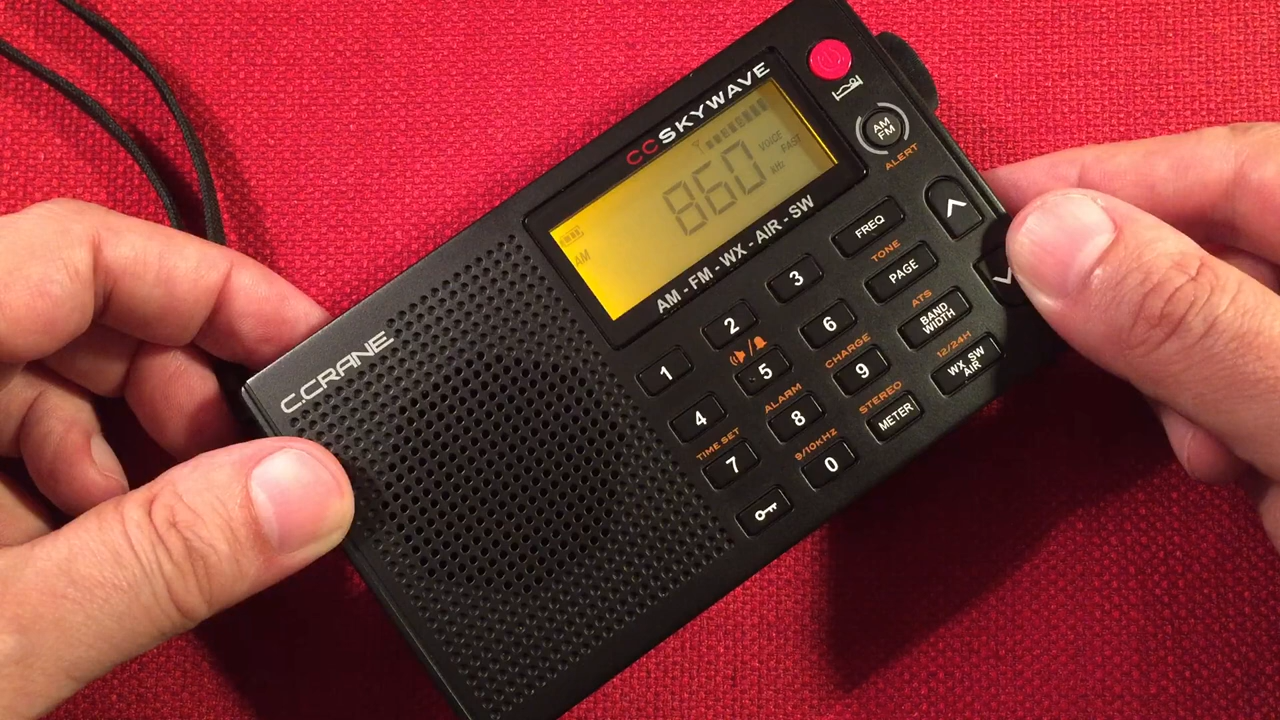 CCSKYWAVE
VOICE
FAST
860
kHz
AM
AM - FM - WX - AIR - SW
AM
FM
ALERT
FREQ
TONE
PAGE
ATS
BAND
WIDTH
12/24H
WX SW
AIR
1
2
3
4
5
6
CHARGE
TIME SET
7
ALARM
8
9
9/10KHZ
0
STEREO
METER
C.CRANE